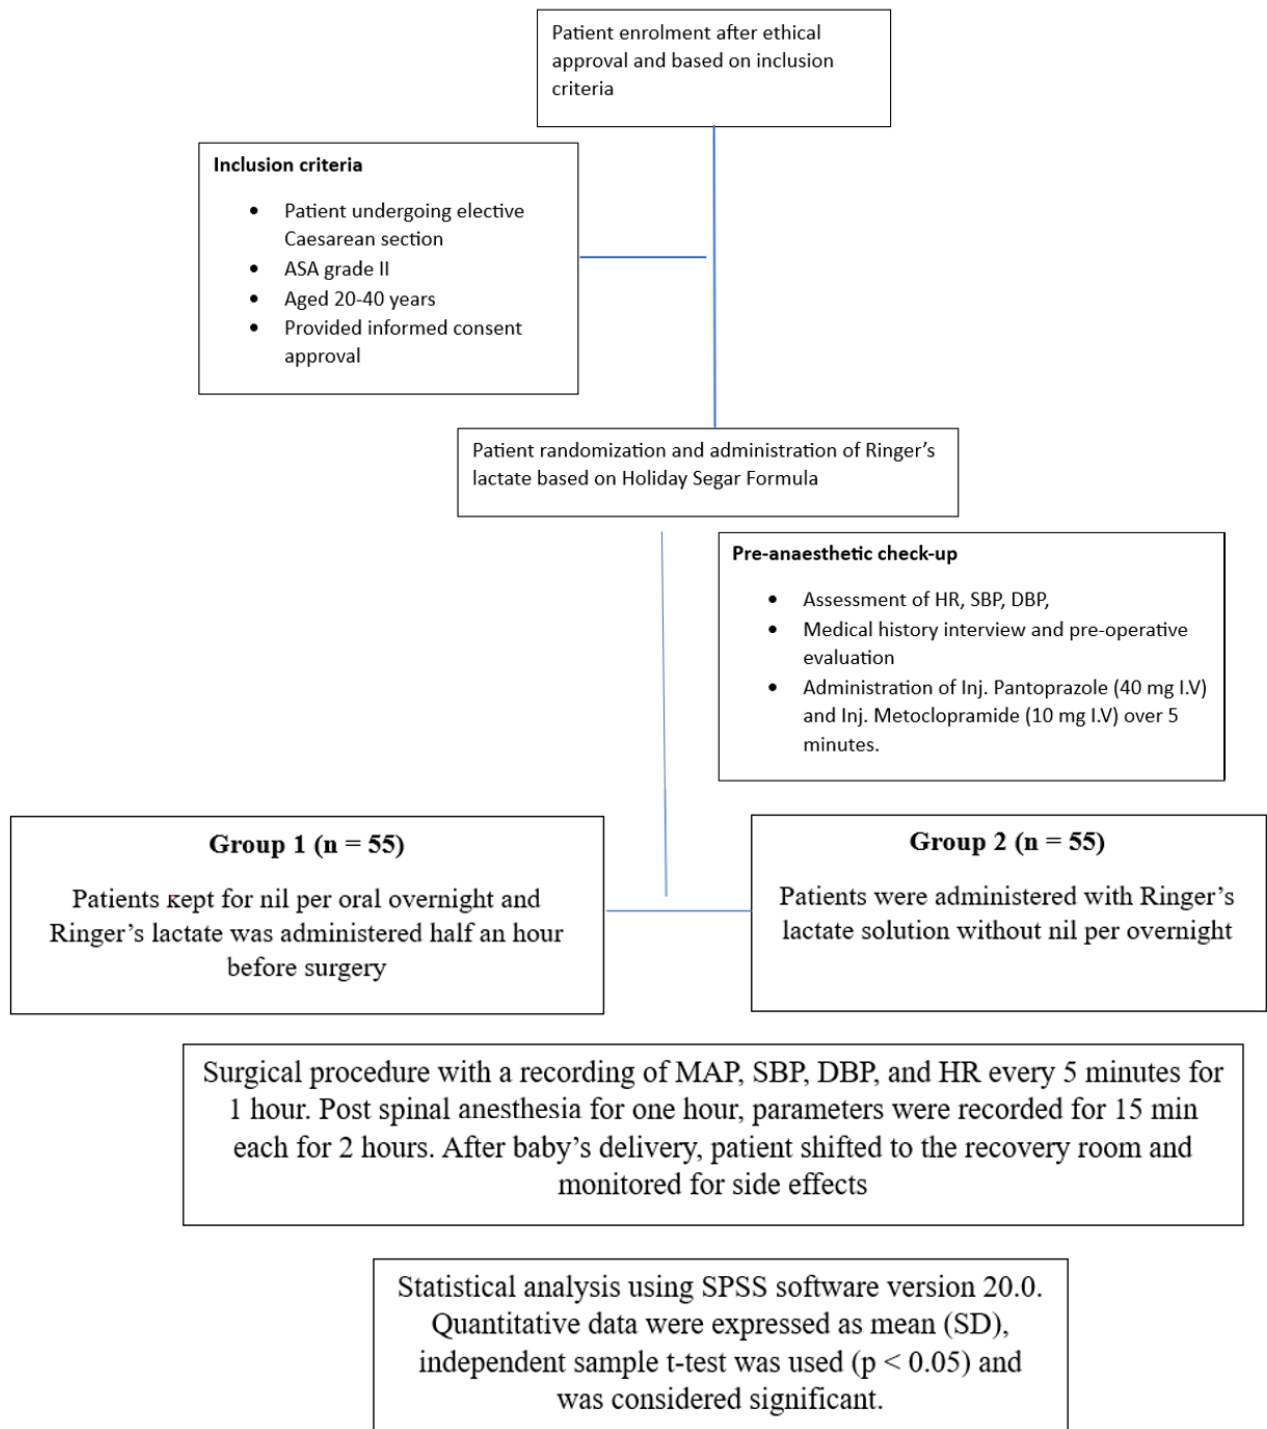 Patient enrolment after ethical
approval and based on inclusion
criteria
Inclusion criteria
• Patient undergoing elective
Caesarean section
• ASA grade II
• Aged 20-40 years
• Provided informed consent
approval
Patient randomization and administration of Ringer’s
lactate based on Holiday Segar Formula
Pre-anaesthetic check-up
• Assessment of HR, SBP, DBP,
• Medical history interview and pre-operative
evaluation
• Administration of Inj. Pantoprazole (40 mg I.V)
and Inj. Metoclopramide (10 mg I.V) over 5
minutes.
Group 1 (n = 55)
Patients kept for nil per oral overnight and
Ringer’s lactate was administered half an hour
before surgery
Group 2 (n = 55)
Patients were administered with Ringer’s
lactate solution without nil per overnight
Surgical procedure with a recording of MAP, SBP, DBP, and HR every 5 minutes for
1 hour. Post spinal anesthesia for one hour, parameters were recorded for 15 min
each for 2 hours. After baby’s delivery, patient shifted to the recovery room and
monitored for side effects
Statistical analysis using SPSS software version 20.0.
Quantitative data were expressed as mean (SD),
independent sample t-test was used (p < 0.05) and
was considered significant.